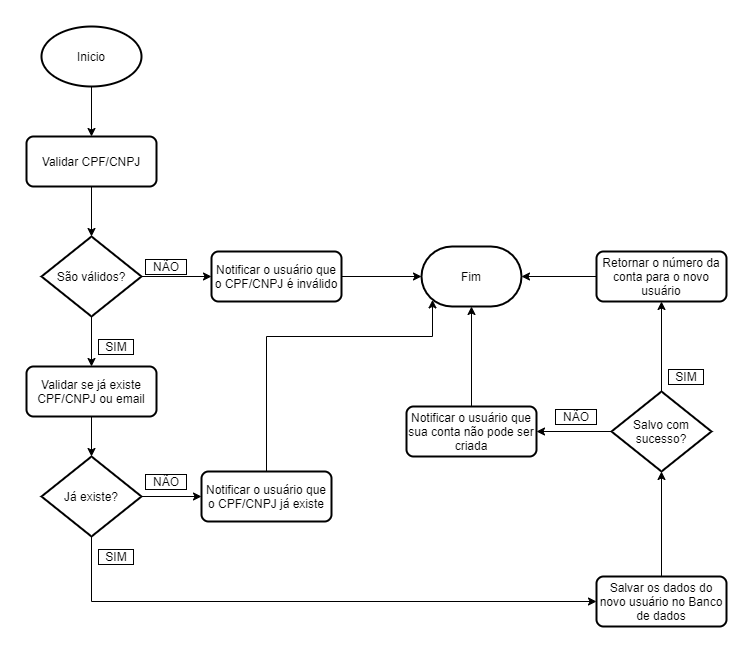 Inicio
Validar CPF/CNPJ
São válidos?
NÃO
Notificar o usuário que
o CPF/CNPJ é inválido
Fim
Retornar o número da
conta para o novo
usuário
SIM
Validar se já existe
CPF/CNPJ ou email
Já existe?
NÃO
Notificar o usuário que
o CPF/CNPJ já existe
SIM
Notificar o usuário que
sua conta não pode ser
criada
NÃO
Salvo com
sucesso?
SIM
Salvar os dados do
novo usuário no Banco
de dados